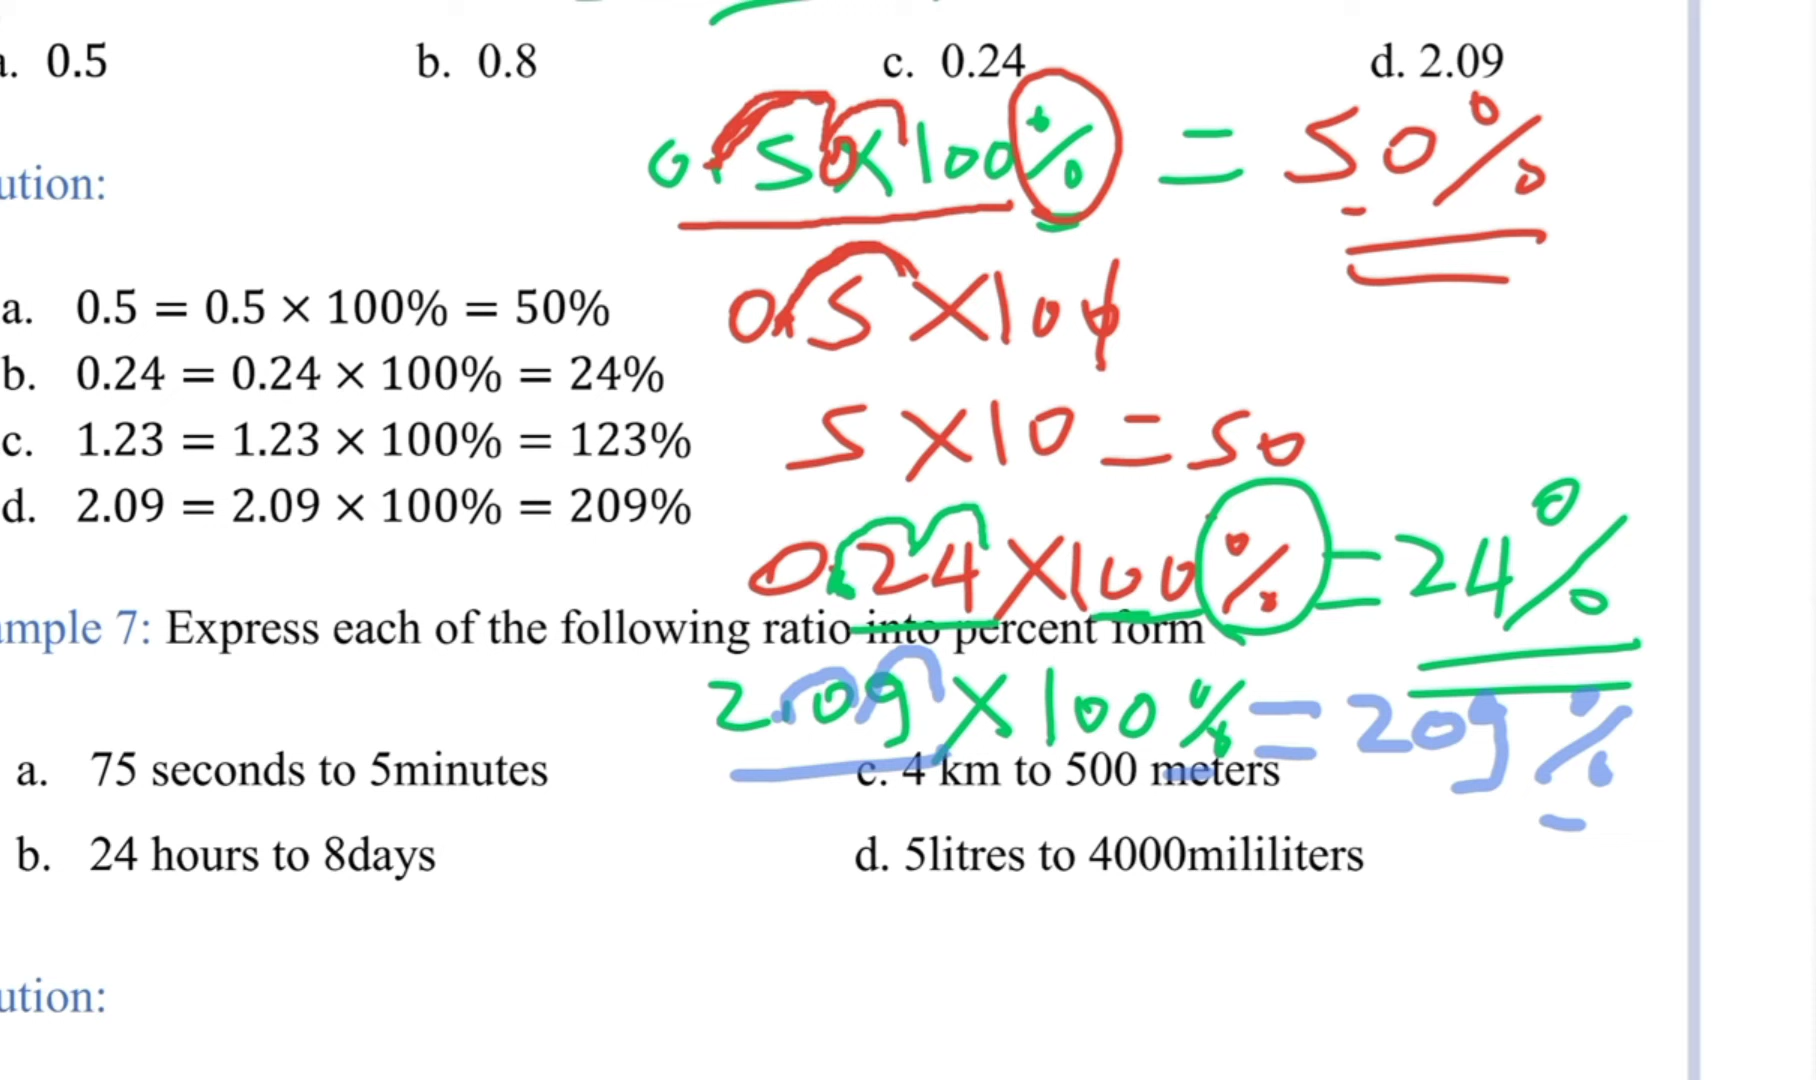 0.5 b. 0.8 c. 0.24 d. 2.09
0.50×100% = 50%
ution:
0.5 ×100
a. 0.5 = 0.5 × 100% = 50%
b. 0.24 = 0.24 × 100% = 24%
c. 1.23 = 1.23 × 100% = 123%
5 ×10 = 50
d. 2.09 = 2.09 × 100% = 209%
0.24 ×100% = 24%
mple 7: Express each of the following ratio into percent form
2.09 × 100% = 209%
a. 75 seconds to 5minutes c. 4 km to 500 meters
b. 24 hours to 8days d. 5litres to 4000mililiters
ution: